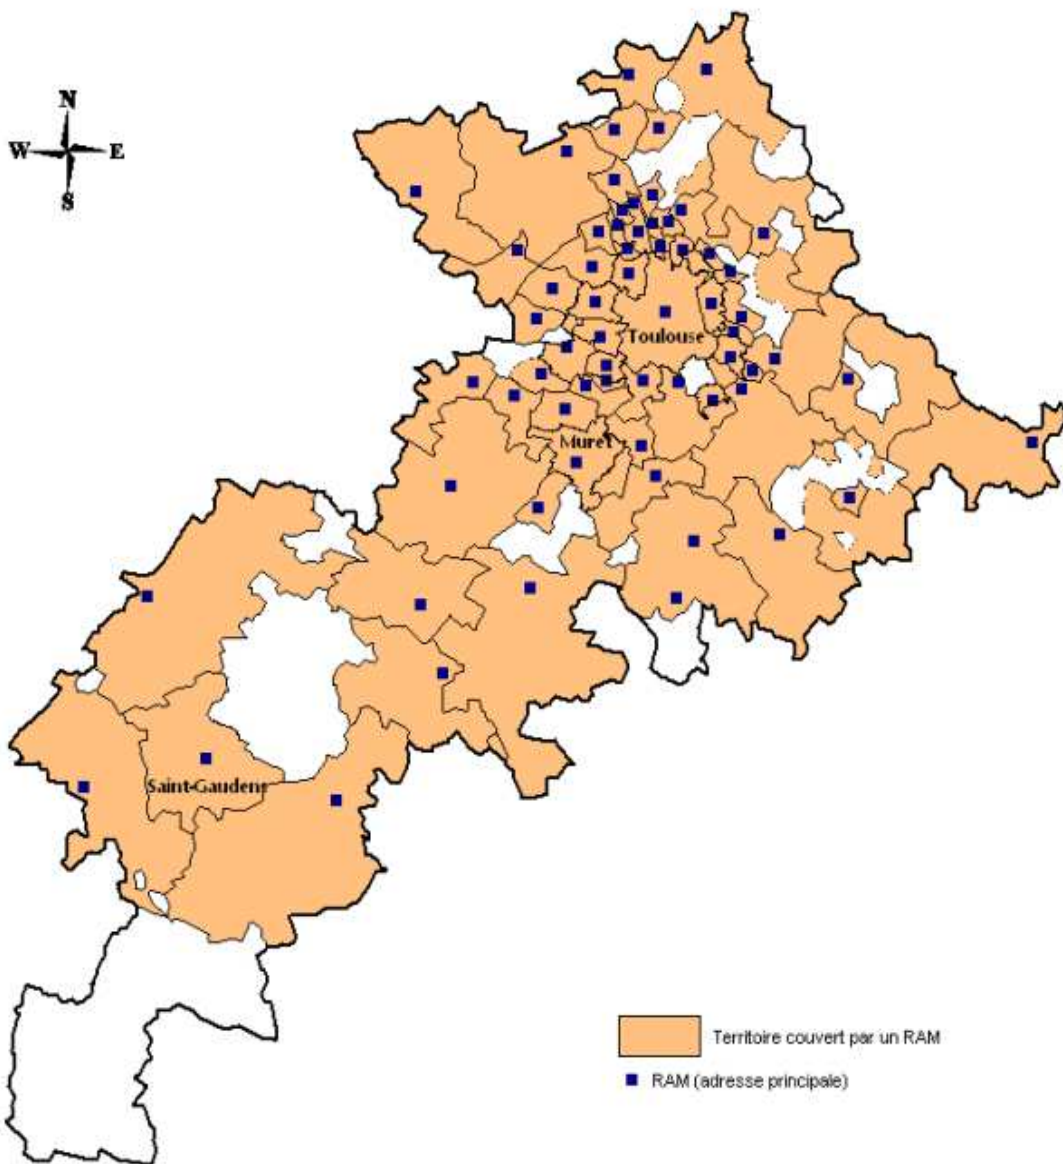 N
W E
S
Toulouse
Muret
Saint-Gaudens
Territoire couvert par un RAM
RAM (adresse principale)